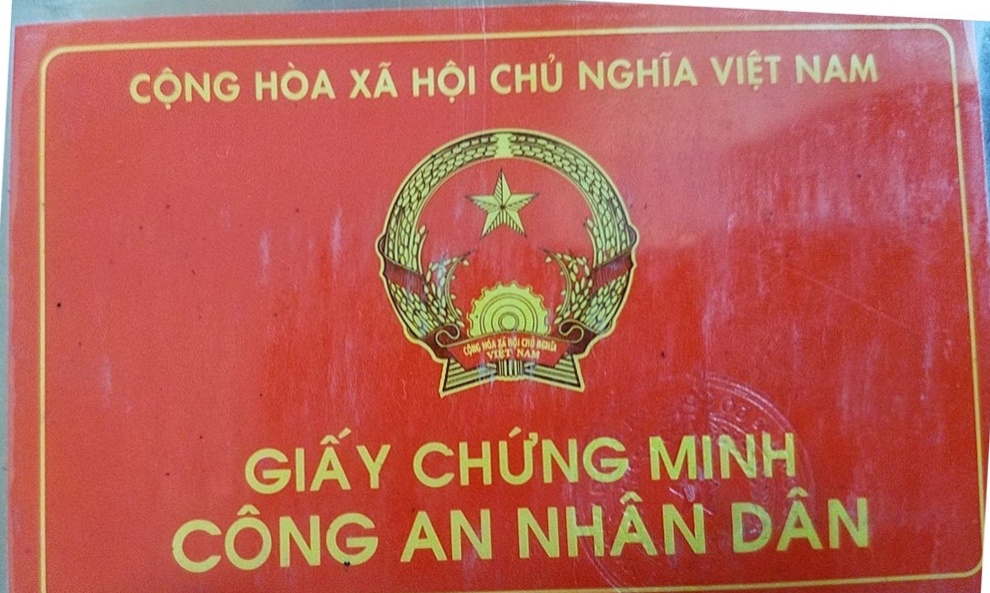 CỘNG HÒA XÃ HỘI CHỦ NGHĨA VIỆT NAM
CỘNG HÒA XÃ HỘI CHỦ NGHĨA
VIỆT NAM
GIẤY CHỨNG MINH
CÔNG AN NHÂN DÂN